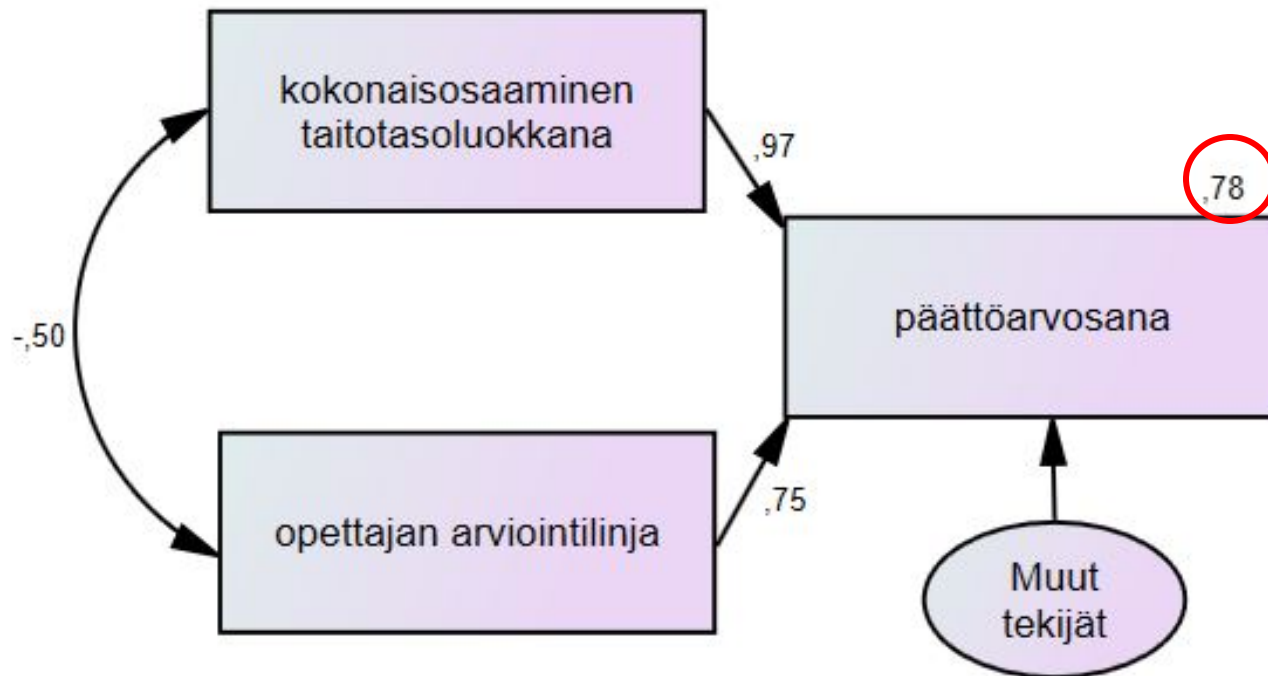 kokonaisosaaminen
taitotasoluokkana
,97
,78
-,50
päättöarvosana
opettajan arviointilinja
,75
Muut
tekijät